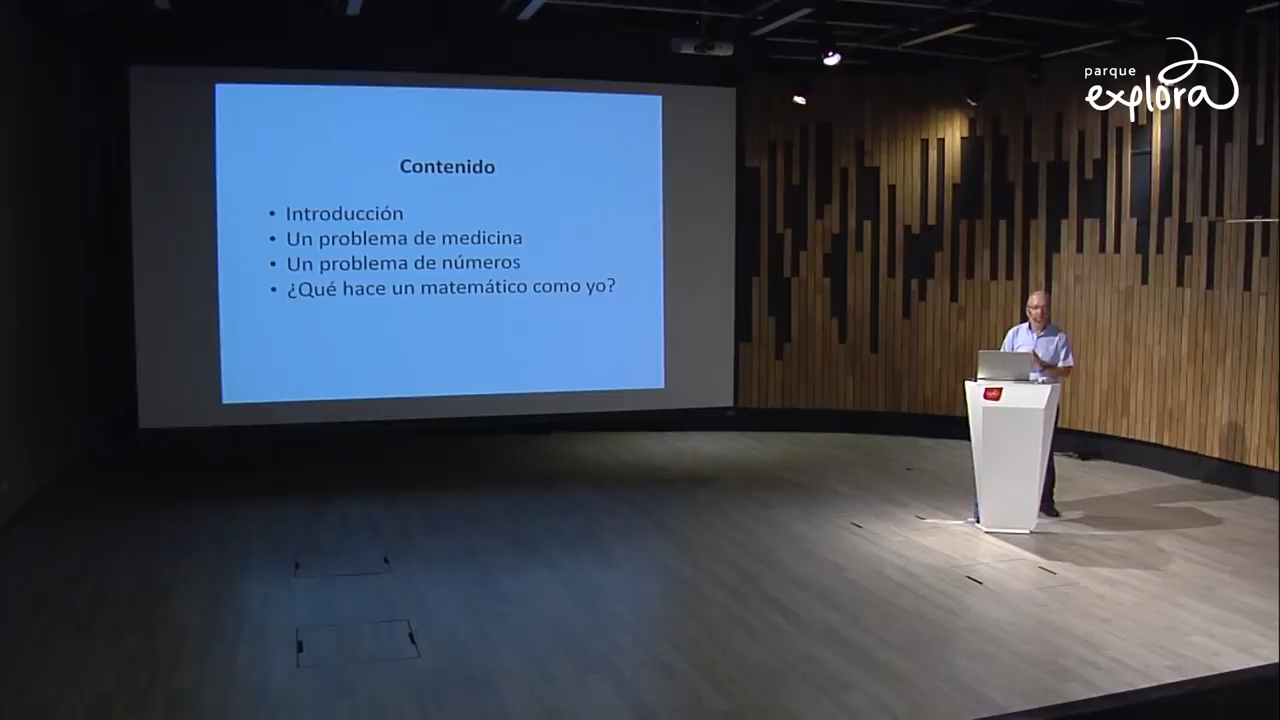 parque
explora
Contenido
• Introducción
• Un problema de medicina
• Un problema de números
• ¿Qué hace un matemático como yo?